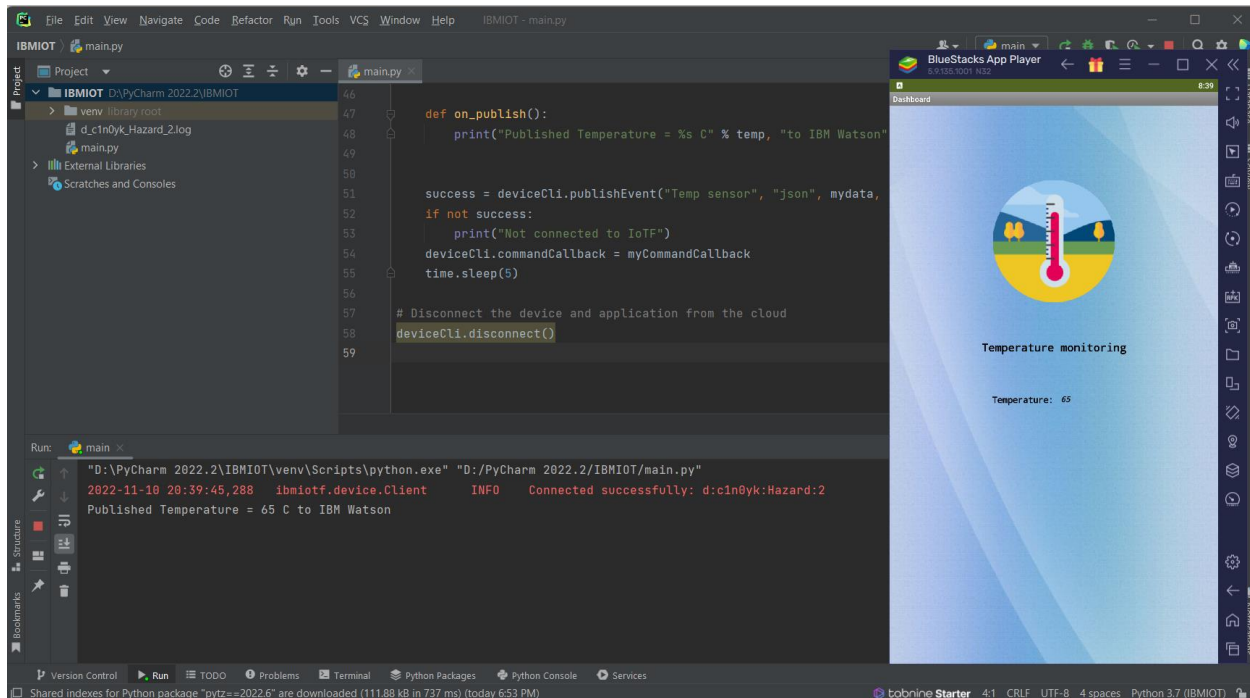 File Edit View Navigate Code Refactor Run Tools VCS Window Help IBMIOT - main.py
IBMIOT main.py main
Project main.py
IBMIOT D:\PyCharm 2022.2\IBMIOT
venv library root
d_c1n0yk_Hazard_2.log
main.py
External Libraries
Scratches and Consoles
Project
46
47 def on_publish():
48 print("Published Temperature = %s C" % temp, "to IBM Watson"
49
50
51 success = deviceCli.publishEvent("Temp sensor", "json", mydata,
52 if not success:
53 print("Not connected to IoTF")
54 deviceCli.commandCallback = myCommandCallback
55 time.sleep(5)
56
57 # Disconnect the device and application from the cloud
58 deviceCli.disconnect()
59
BlueStacks App Player
5.9.135.1001 N32
8:39
Dashboard
Temperature monitoring
Temperature: 65
Run: main
"D:\PyCharm 2022.2\IBMIOT\venv\Scripts\python.exe" "D:/PyCharm 2022.2/IBMIOT/main.py"
2022-11-10 20:39:45,288 ibmiotf.device.Client INFO Connected successfully: d:c1n0yk:Hazard:2
Published Temperature = 65 C to IBM Watson
Structure
Bookmarks
Version Control Run TODO Problems Terminal Python Packages Python Console Services
Shared indexes for Python package "pytz==2022.6" are downloaded (111.88 kB in 737 ms) (today 6:53 PM) tabnine Starter 4:1 CRLF UTF-8 4 spaces Python 3.7 (IBMIOT)